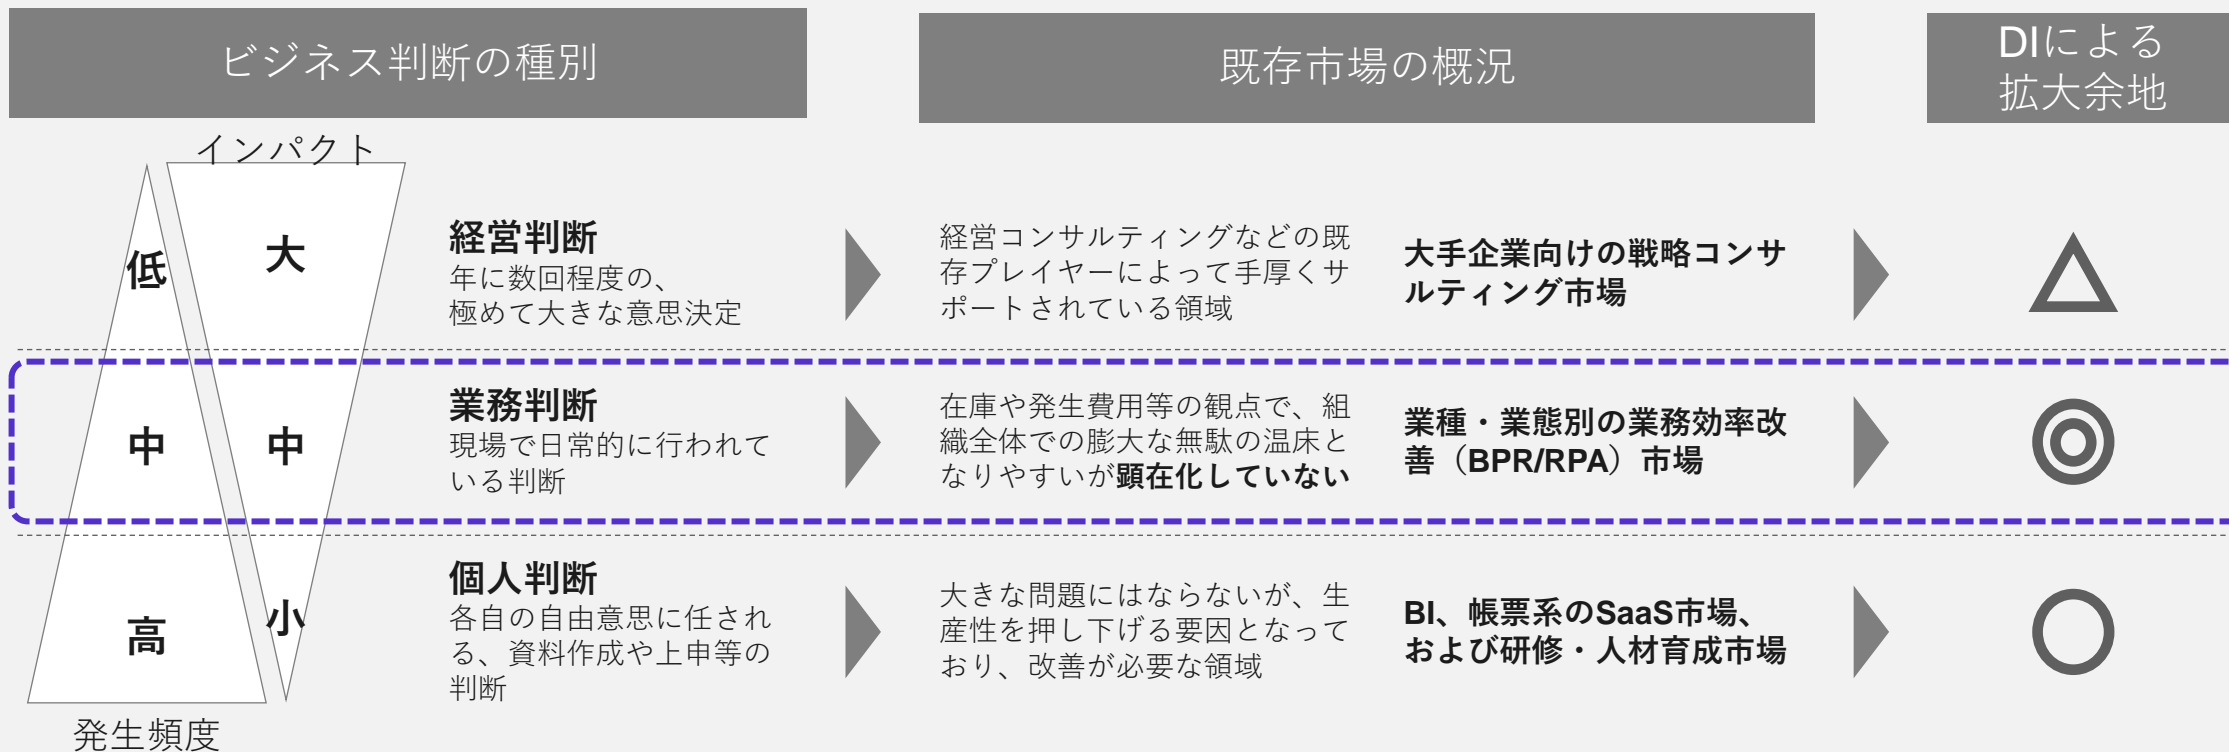 ビジネス判断の種別
既存市場の概況
DIによる
拡大余地
インパクト
低
大
経営判断
年に数回程度の、
極めて大きな意思決定
経営コンサルティングなどの既
存プレイヤーによって手厚くサ
ポートされている領域
大手企業向けの戦略コンサ
ルティング市場
中
中
業務判断
現場で日常的に行われて
いる判断
在庫や発生費用等の観点で、組
織全体での膨大な無駄の温床と
なりやすいが顕在化していない
業種・業態別の業務効率改
善（BPR/RPA）市場
高
小
個人判断
各自の自由意思に任され
る、資料作成や上申等の
判断
大きな問題にはならないが、生
産性を押し下げる要因となって
おり、改善が必要な領域
BI、帳票系のSaaS市場、
および研修・人材育成市場
発生頻度